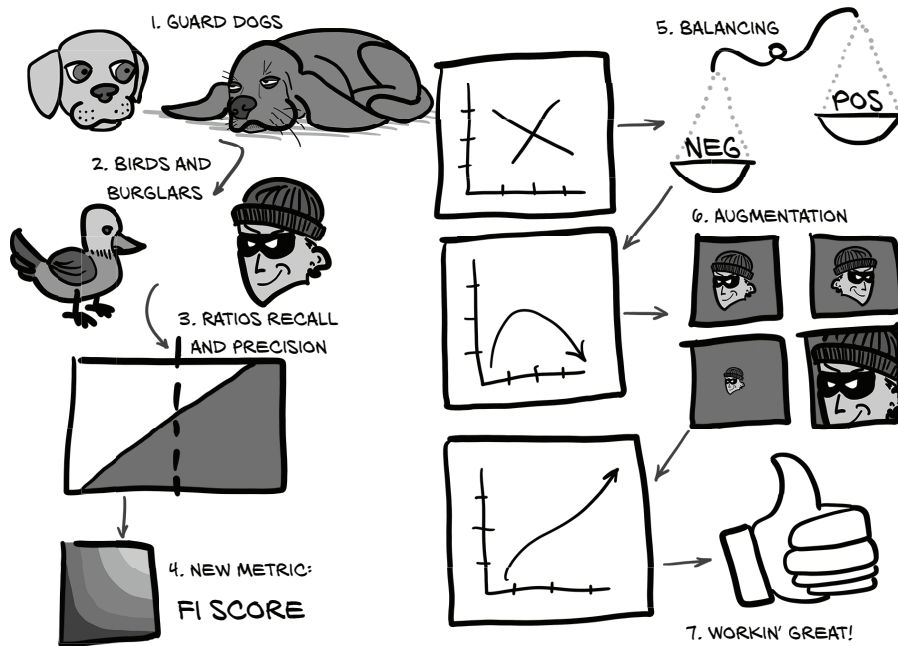 1. GUARD DOGS
2. BIRDS AND
BURGLARS
3. RATIOS RECALL
AND PRECISION
4. NEW METRIC:
F1 SCORE
5. BALANCING
NEG
POS
6. AUGMENTATION
7. WORKIN' GREAT!